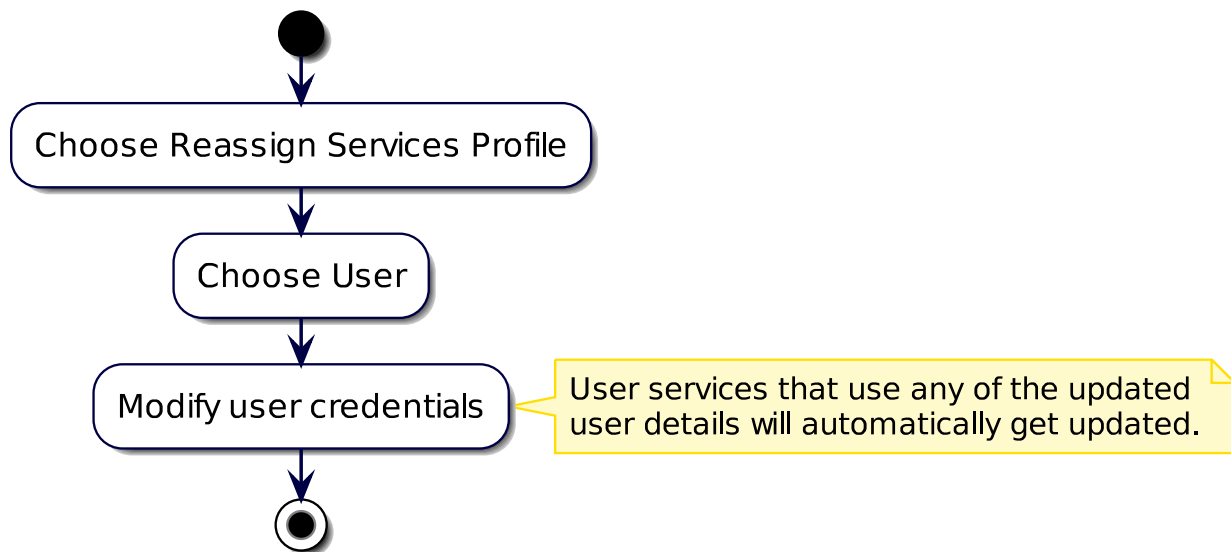 Choose Reassign Services Profile
Choose User
Modify user credentials
User services that use any of the updated
user details will automatically get updated.